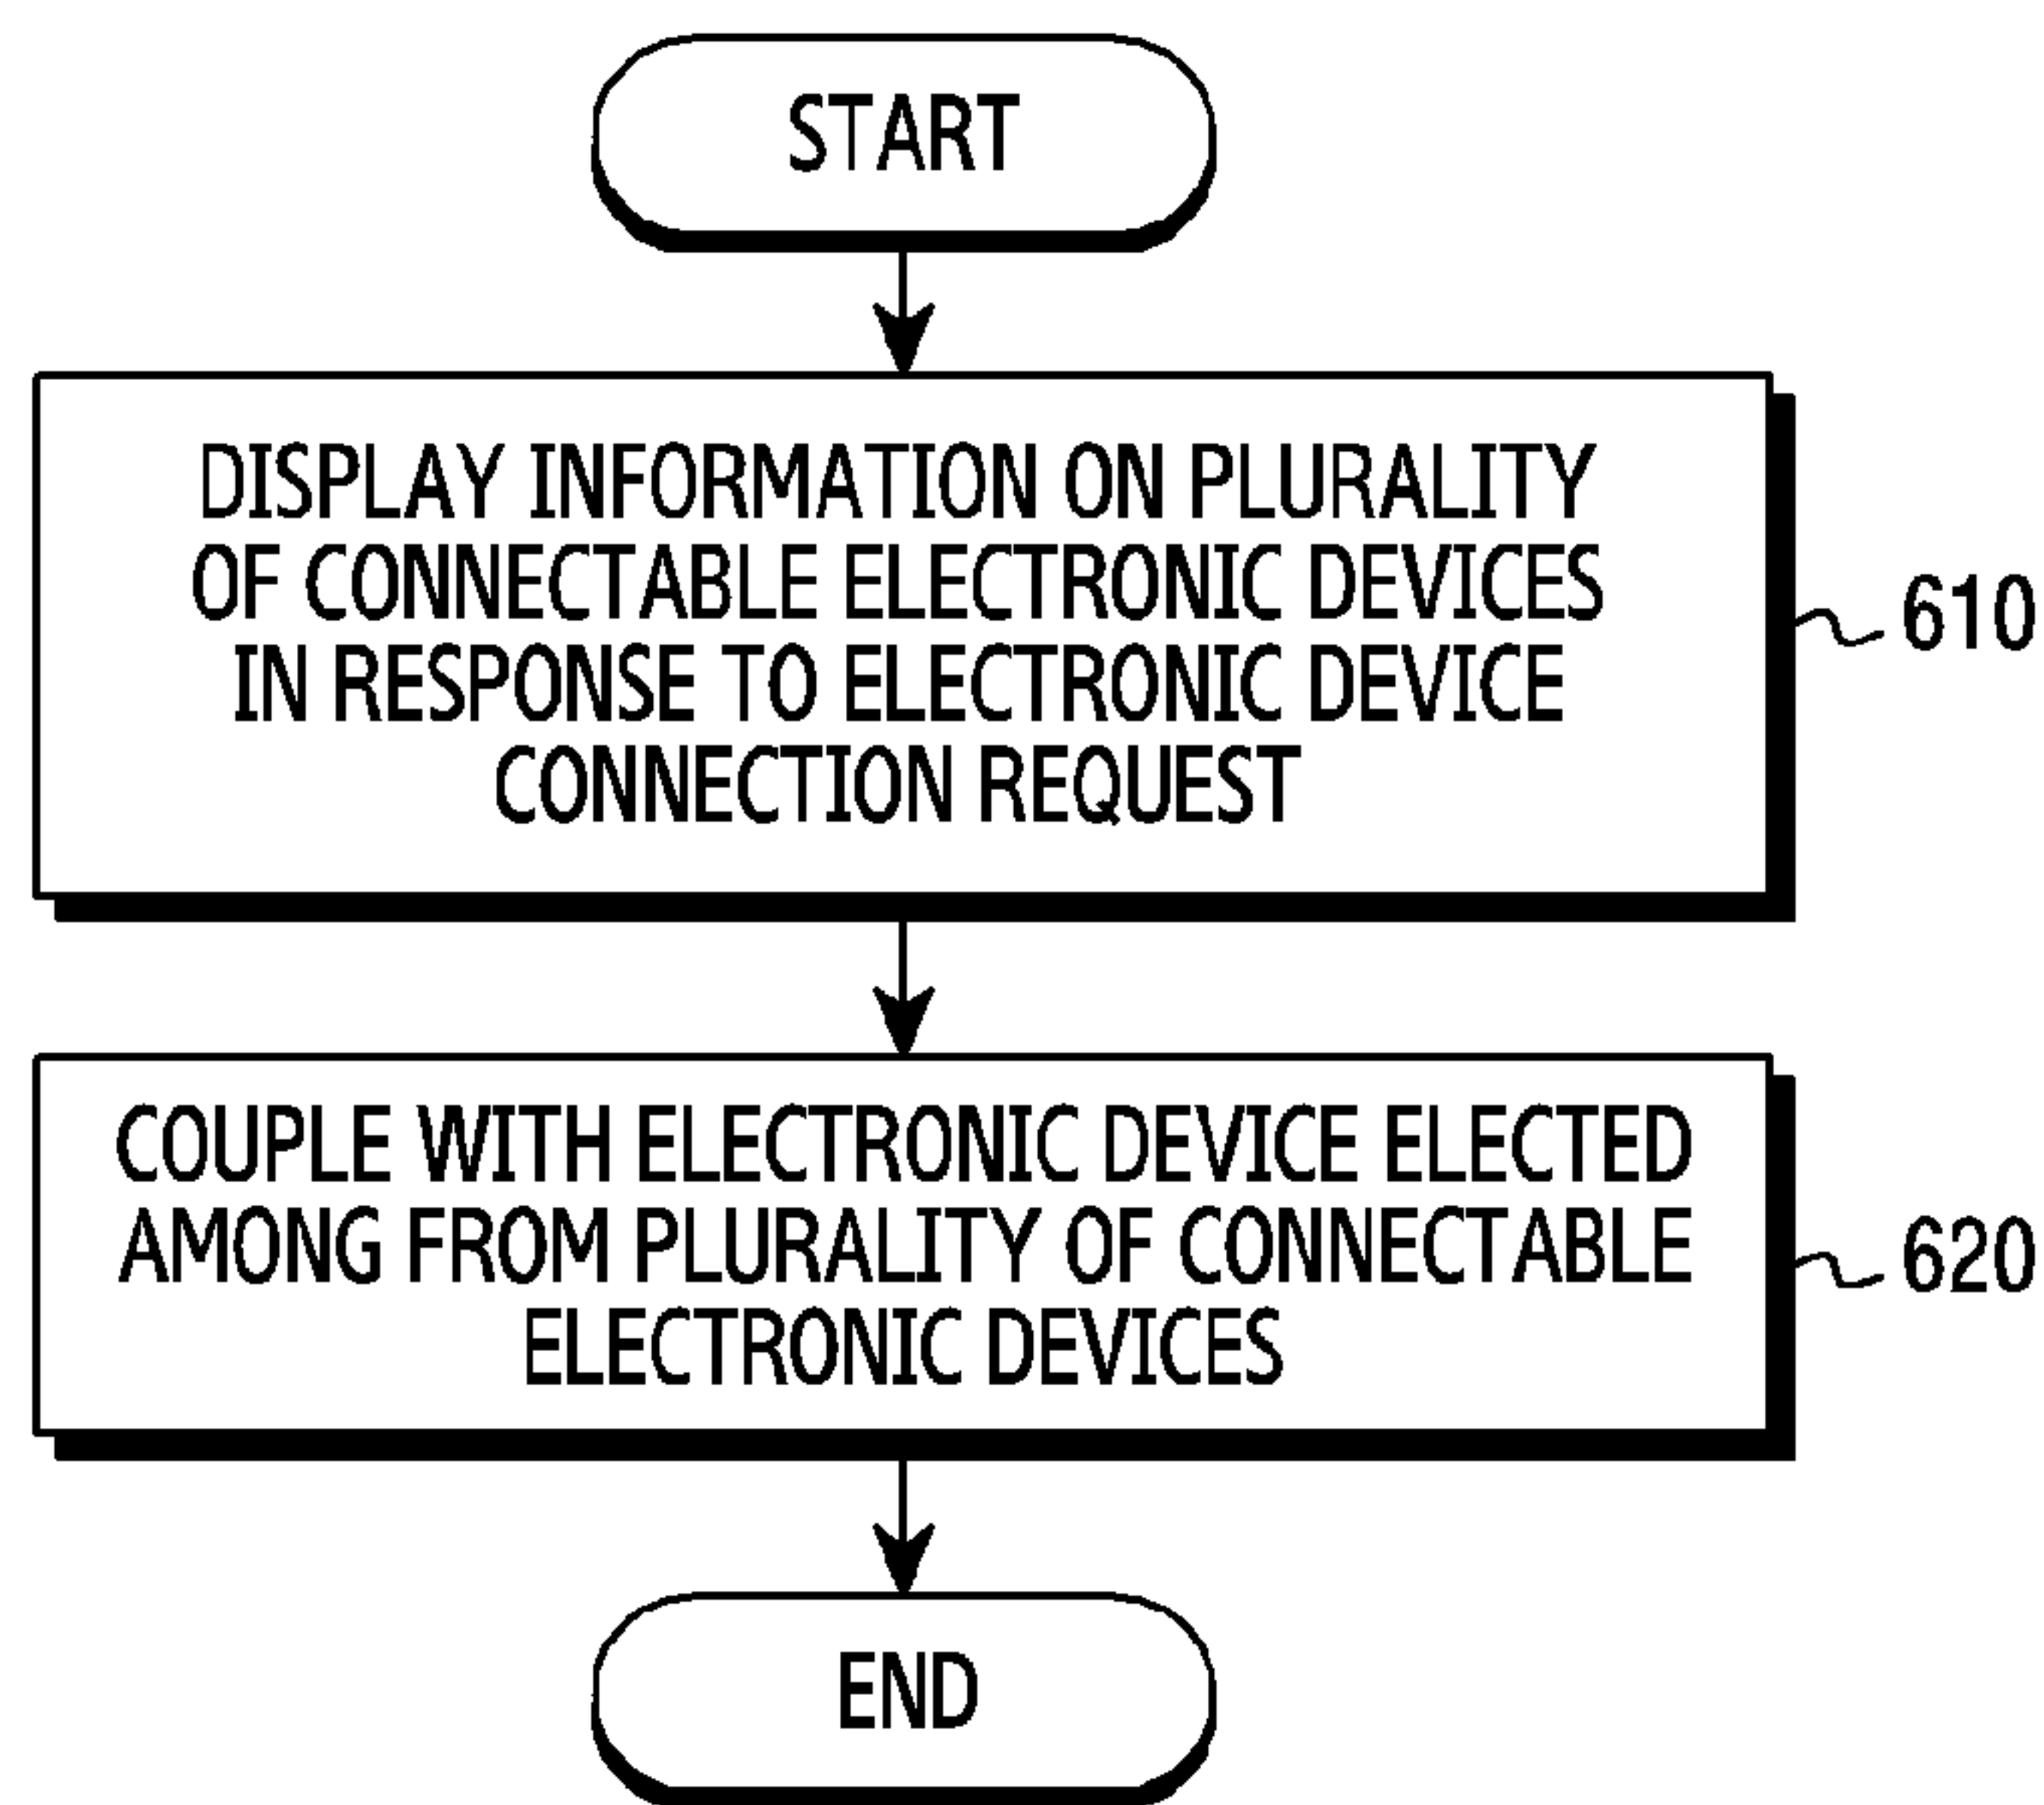 START
DISPLAY INFORMATION ON PLURALITY
OF CONNECTABLE ELECTRONIC DEVICES
IN RESPONSE TO ELECTRONIC DEVICE
CONNECTION REQUEST
610
COUPLE WITH ELECTRONIC DEVICE ELECTED
AMONG FROM PLURALITY OF CONNECTABLE
ELECTRONIC DEVICES
620
END